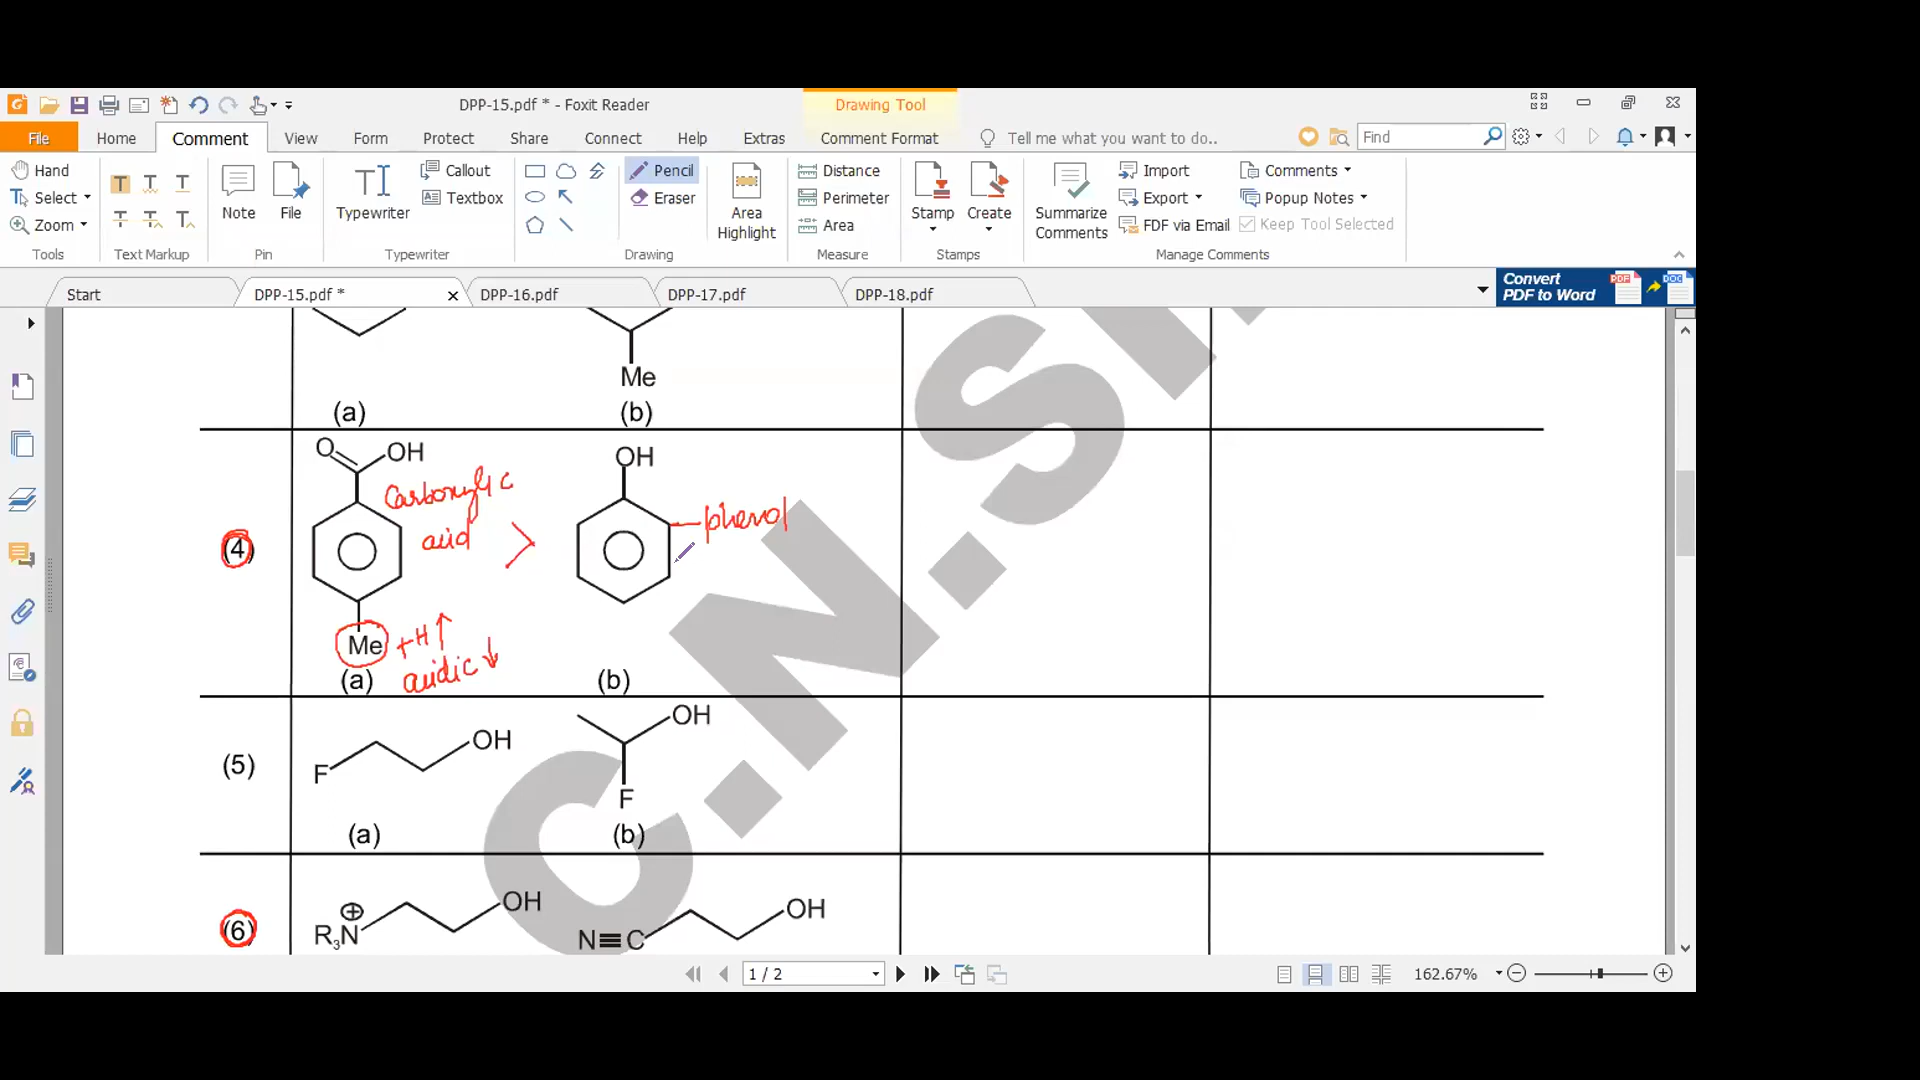 DPP-15.pdf * - Foxit Reader
Drawing Tool
File Home Comment View Form Protect Share Connect Help Extras Comment Format Tell me what you want to do.. Find
Hand
Select
Zoom
Tools
T T T
T T T
Text Markup
Note
File
Pin
Typewriter
Callout
Textbox
Typewriter
Pencil
Eraser
Drawing
Area
Highlight
Distance
Perimeter
Area
Measure
Stamp
Create
Stamps
Summarize
Comments
Import
Export
FDF via Email
Comments
Popup Notes
Keep Tool Selected
Manage Comments
Start DPP-15.pdf * DPP-16.pdf DPP-17.pdf DPP-18.pdf
Convert
PDF to Word
PDF DOC
Me
(a) (b)
(4)
O OH
Carboxylic
acid
>
OH
phenol
Me
+H ↑
acidic ↓
(a) (b)
(5)
F OH
OH
F
(a) (b)
(6)
R3N ⊕ OH
N≡C OH
C.N.S
1 / 2
162.67%